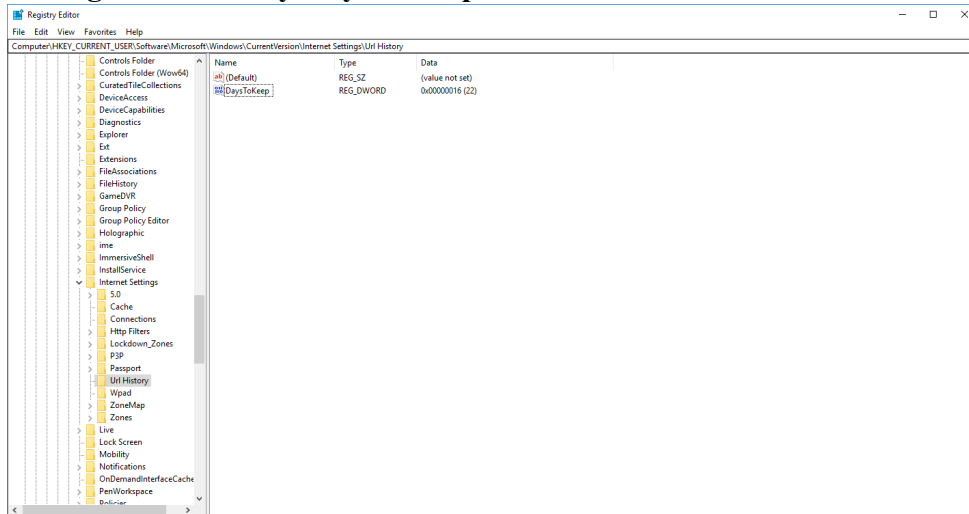 Registry Editor
File Edit View Favorites Help
Computer\HKEY_CURRENT_USER\Software\Microsoft\Windows\CurrentVersion\Internet Settings\Url History
Controls Folder
Controls Folder (Wow64)
CuratedTileCollections
DeviceAccess
DeviceCapabilities
Diagnostics
Explorer
Ext
Extensions
FileAssociations
FileHistory
GameDVR
Group Policy
Group Policy Editor
Holographic
ime
ImmersiveShell
InstallService
Internet Settings
5.0
Cache
Connections
Http Filters
Lockdown_Zones
P3P
Passport
Url History
Wpad
ZoneMap
Zones
Live
Lock Screen
Mobility
Notifications
OnDemandInterfaceCache
PenWorkspace
Policies
Name Type Data
(Default) REG_SZ (value not set)
DaysToKeep REG_DWORD 0x00000016 (22)